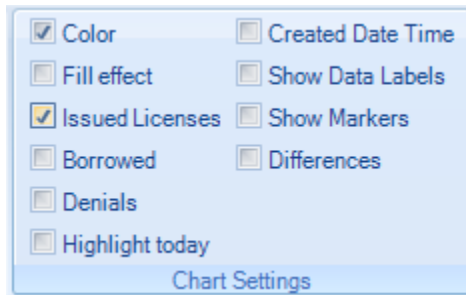 Color
Fill effect
Issued Licenses
Borrowed
Denials
Highlight today
Created Date Time
Show Data Labels
Show Markers
Differences
Chart Settings